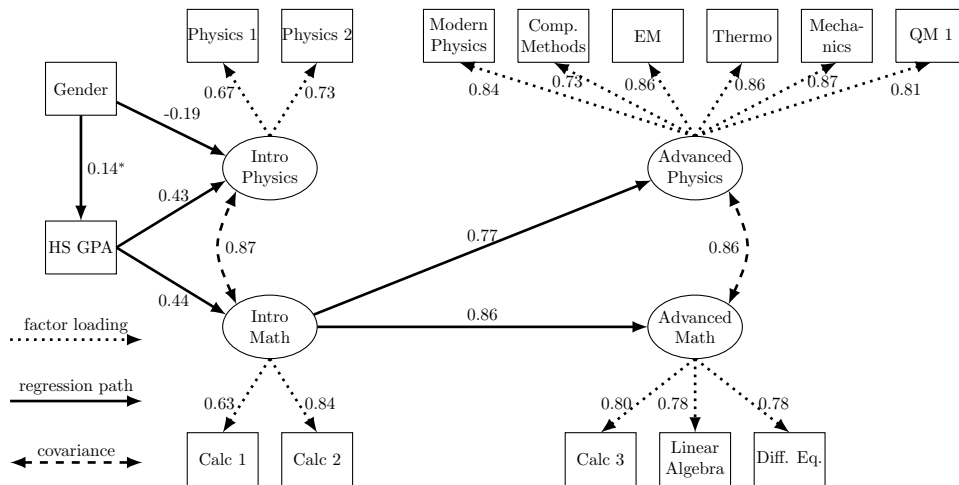 Physics 1
Physics 2
Modern
Physics
Comp.
Methods
EM
Thermo
Mecha-
nics
QM 1
Gender
0.67
0.73
0.84
0.73
0.86
0.86
0.87
0.81
-0.19
0.14*
Intro
Physics
Advanced
Physics
0.43
HS GPA
0.87
0.77
0.86
0.44
Intro
Math
0.86
Advanced
Math
factor loading
regression path
covariance
0.63
0.84
0.80
0.78
0.78
Calc 1
Calc 2
Calc 3
Linear
Algebra
Diff. Eq.